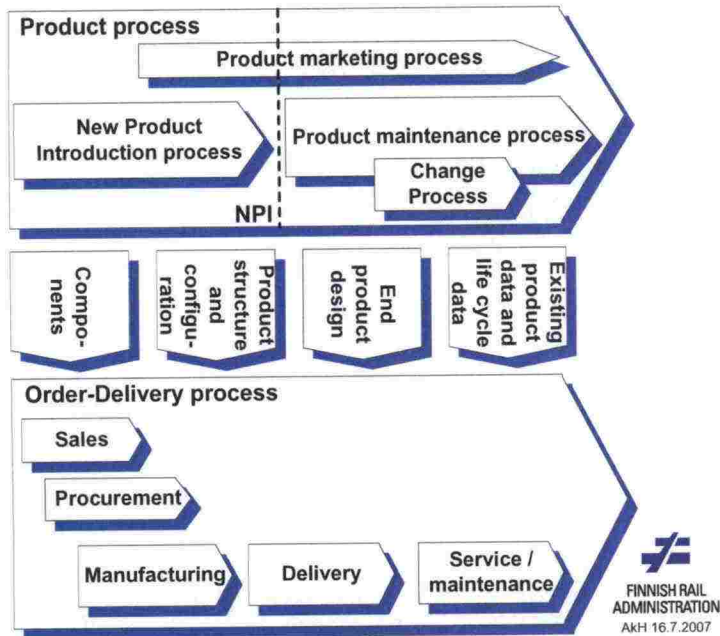 Product process
Product marketing process
New Product
Introduction process
Product maintenance process
Change
Process
NPI
Compo-
nents
Product
structure
and
configu-
ration
End
product
design
Existing
product
data and
life cycle
data
Order-Delivery process
Sales
Procurement
Manufacturing
Delivery
Service /
maintenance
FINNISH RAIL
ADMINISTRATION
AkH 16.7.2007